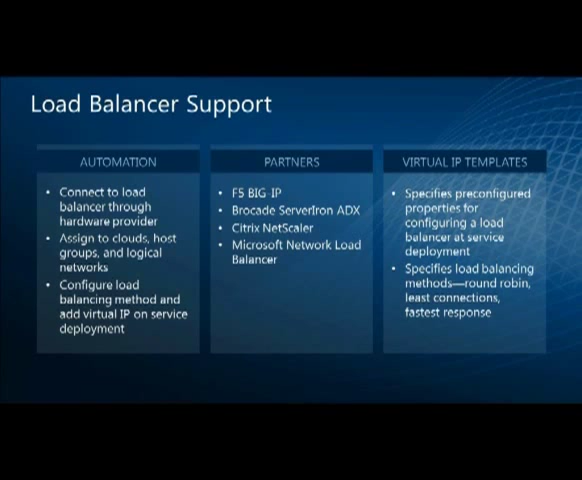 Load Balancer Support
AUTOMATION
• Connect to load
balancer through
hardware provider
• Assign to clouds, host
groups, and logical
networks
• Configure load
balancing method and
add virtual IP on service
deployment
PARTNERS
• F5 BIG-IP
• Brocade ServerIron ADX
• Citrix NetScaler
• Microsoft Network Load
Balancer
VIRTUAL IP TEMPLATES
• Specifies preconfigured
properties for
configuring a load
balancer at service
deployment
• Specifies load balancing
methods—round robin,
least connections,
fastest response